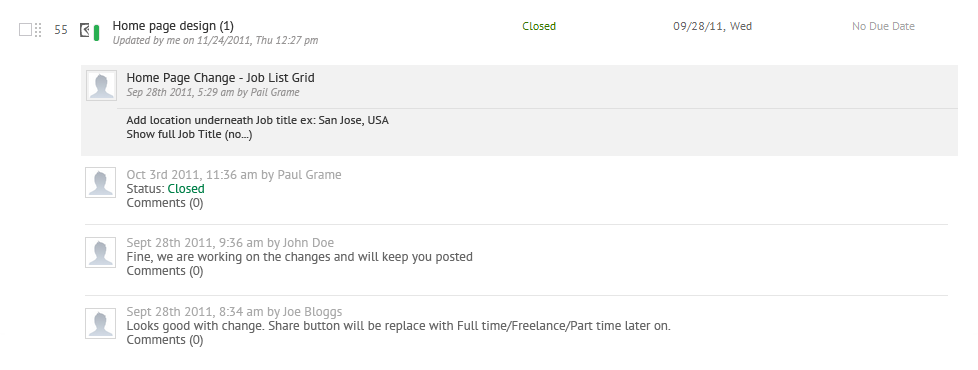 55 Home page design (1) Closed 09/28/11, Wed No Due Date
Updated by me on 11/24/2011, Thu 12:27 pm
Home Page Change - Job List Grid
Sep 28th 2011, 5:29 am by Pail Grame
Add location underneath Job title ex: San Jose, USA
Show full Job Title (no...)
Oct 3rd 2011, 11:36 am by Paul Grame
Status: Closed
Comments (0)
Sept 28th 2011, 9:36 am by John Doe
Fine, we are working on the changes and will keep you posted
Comments (0)
Sept 28th 2011, 8:34 am by Joe Bloggs
Looks good with change. Share button will be replace with Full time/Freelance/Part time later on.
Comments (0)